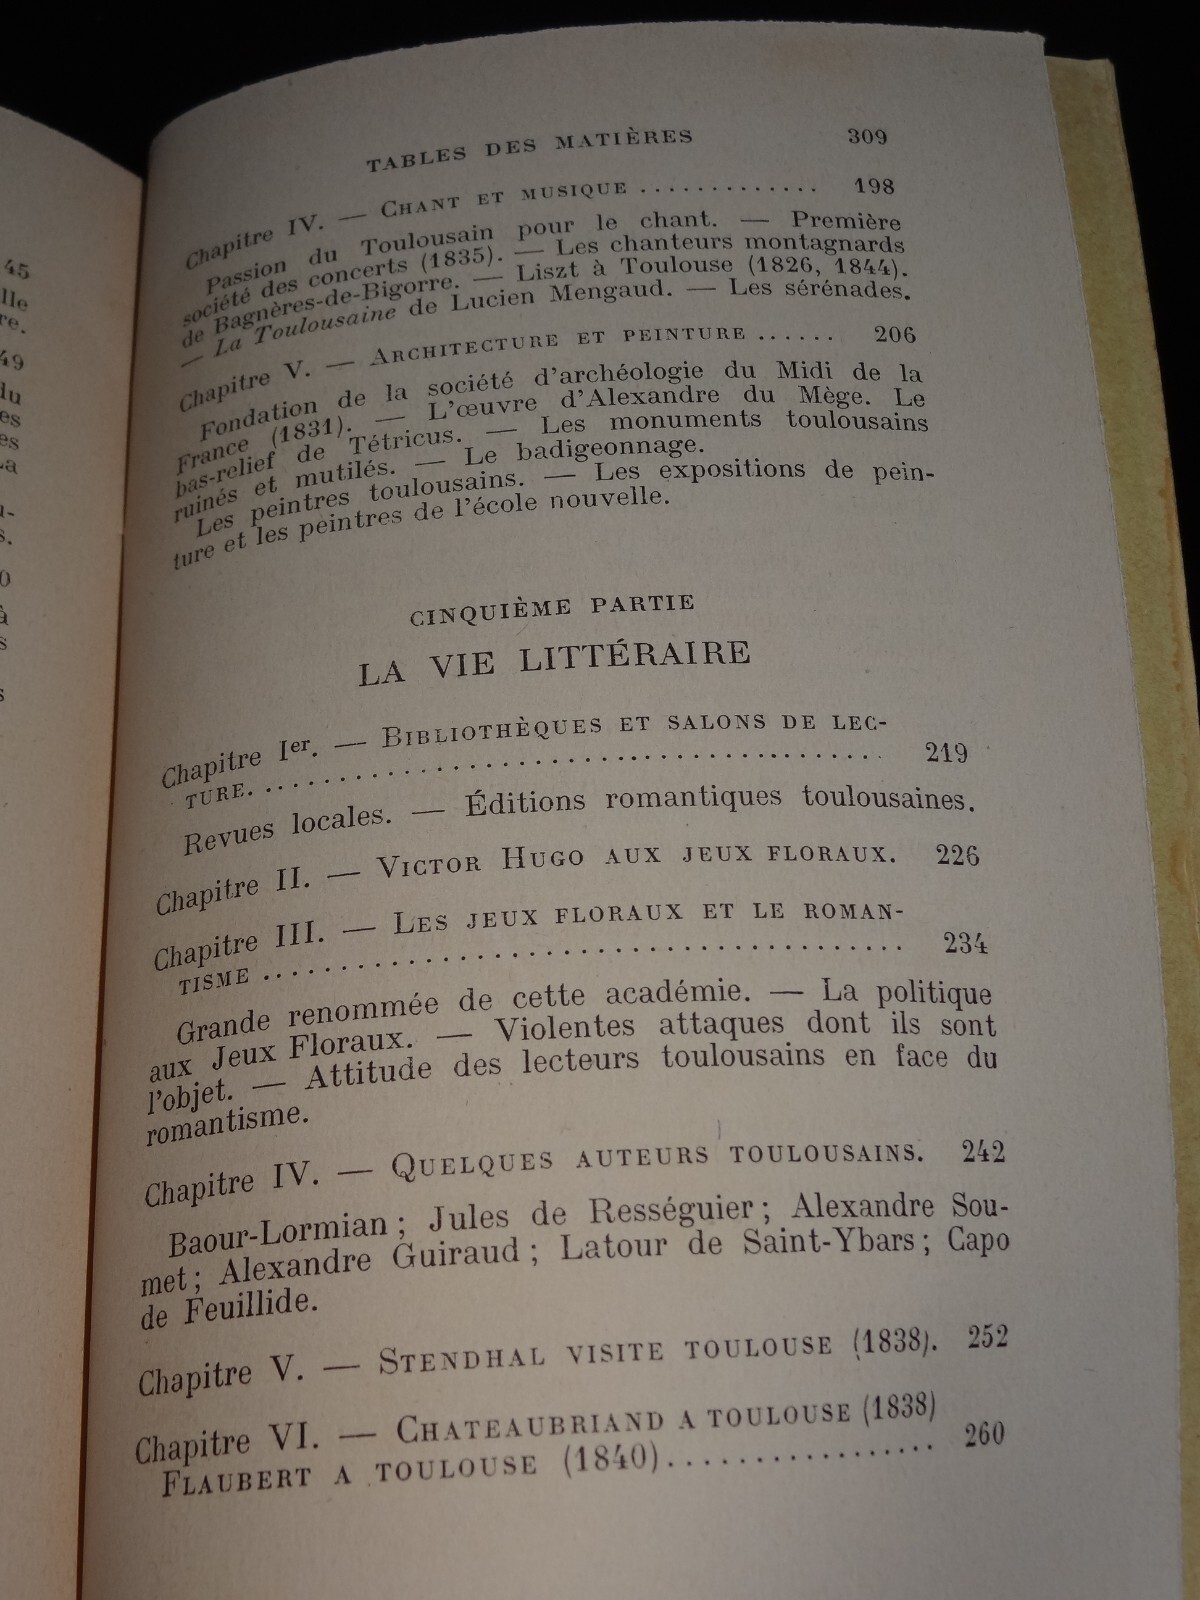 45
lle
re.
49
du
es
es
La
u-
s.
0
à
s
s
TABLES DES MATIÈRES 309
Chapitre IV. — CHANT ET MUSIQUE ............. 198
Passion du Toulousain pour le chant. — Première
société des concerts (1835). — Les chanteurs montagnards
de Bagnères-de-Bigorre. — Liszt à Toulouse (1826, 1844).
— La Toulousaine de Lucien Mengaud. — Les sérénades.
Chapitre V. — ARCHITECTURE ET PEINTURE ...... 206
Fondation de la société d'archéologie du Midi de la
France (1831). — L'œuvre d'Alexandre du Mège. Le
bas-relief de Tétricus. — Les monuments toulousains
ruinés et mutilés. — Le badigeonnage.
Les peintres toulousains. — Les expositions de pein-
ture et les peintres de l'école nouvelle.
CINQUIÈME PARTIE
LA VIE LITTÉRAIRE
Chapitre Ier. — BIBLIOTHÈQUES ET SALONS DE LEC-
TURE. ........................................ 219
Revues locales. — Éditions romantiques toulousaines.
Chapitre II. — VICTOR HUGO AUX JEUX FLORAUX. 226
Chapitre III. — LES JEUX FLORAUX ET LE ROMAN-
TISME ........................................ 234
Grande renommée de cette académie. — La politique
aux Jeux Floraux. — Violentes attaques dont ils sont
l'objet. — Attitude des lecteurs toulousains en face du
romantisme.
Chapitre IV. — QUELQUES AUTEURS TOULOUSAINS. 242
Baour-Lormian ; Jules de Rességuier ; Alexandre Sou-
met ; Alexandre Guiraud ; Latour de Saint-Ybars ; Capo
de Feuillide.
Chapitre V. — STENDHAL VISITE TOULOUSE (1838). 252
Chapitre VI. — CHATEAUBRIAND A TOULOUSE (1838)
FLAUBERT A TOULOUSE (1840)................. 260